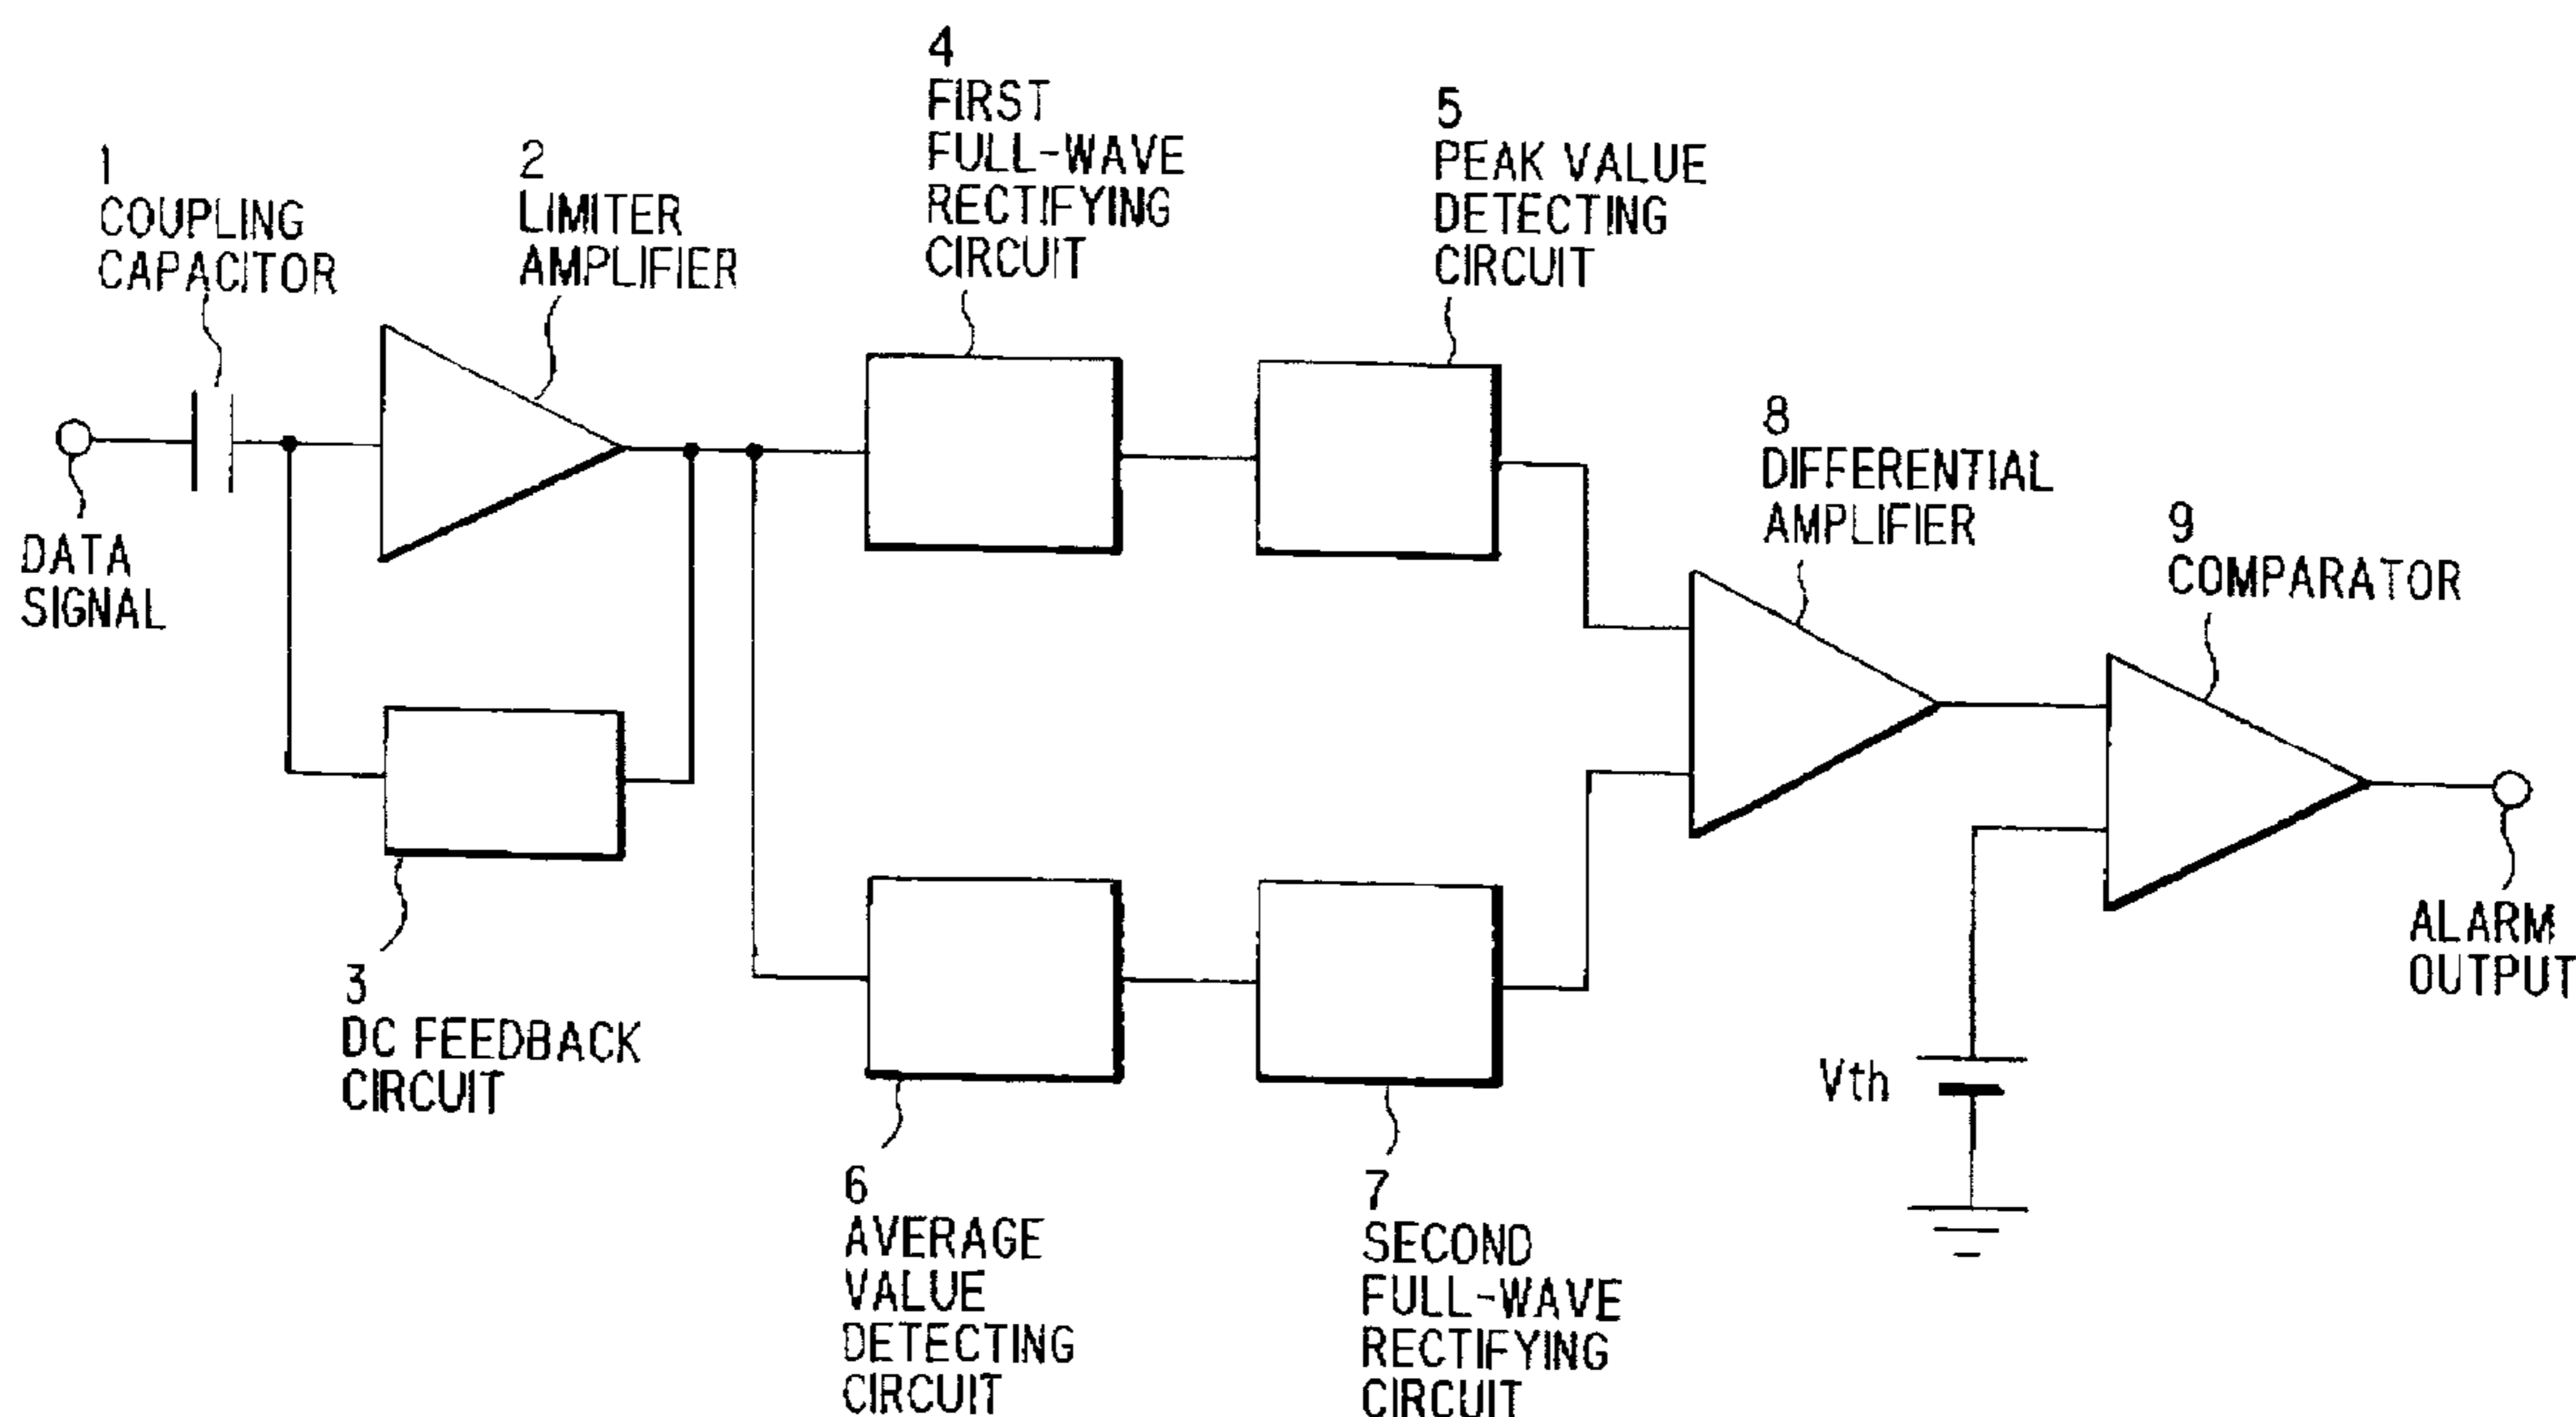 1
COUPLING
CAPACITOR
2
LIMITER
AMPLIFIER
4
FIRST
FULL-WAVE
RECTIFYING
CIRCUIT
5
PEAK VALUE
DETECTING
CIRCUIT
8
DIFFERENTIAL
AMPLIFIER
9
COMPARATOR
DATA
SIGNAL
3
DC FEEDBACK
CIRCUIT
6
AVERAGE
VALUE
DETECTING
CIRCUIT
7
SECOND
FULL-WAVE
RECTIFYING
CIRCUIT
Vth
ALARM
OUTPUT